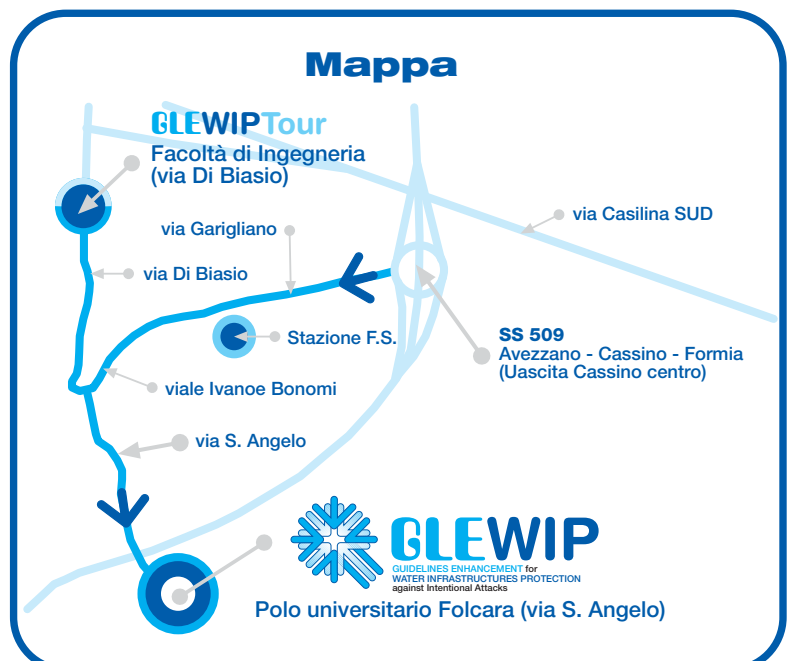 Mappa
GLEWIPTour
Facoltà di Ingegneria
(via Di Biasio)
via Garigliano
via Casilina SUD
via Di Biasio
Stazione F.S.
SS 509
Avezzano - Cassino - Formia
(Uascita Cassino centro)
viale Ivanoe Bonomi
via S. Angelo
GLEWIP
GUIDELINES ENHANCEMENT for
WATER INFRASTRUCTURES PROTECTION
against Intentional Attacks
Polo universitario Folcara (via S. Angelo)